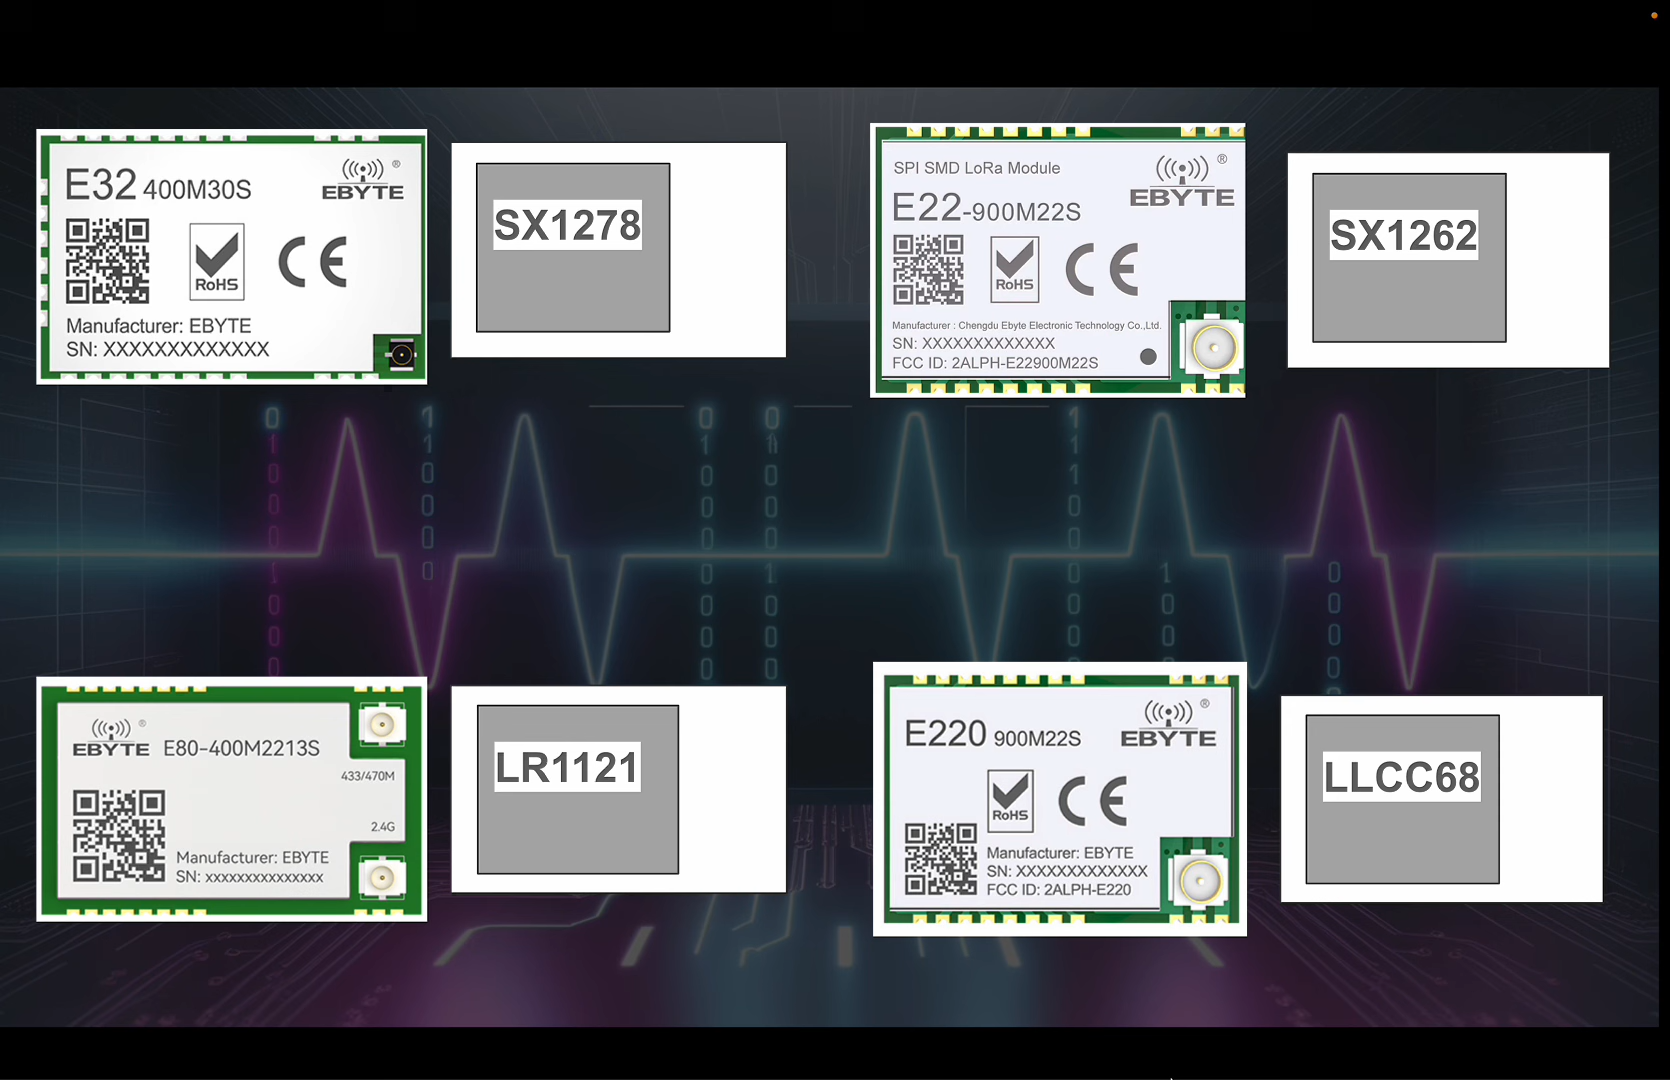 E32 400M30S
EBYTE
®
RoHS
CE
Manufacturer: EBYTE
SN: XXXXXXXXXXXXX
SX1278
SPI SMD LoRa Module
®
EBYTE
E22-900M22S
RoHS
CE
Manufacturer : Chengdu Ebyte Electronic Technology Co.,Ltd.
SN: XXXXXXXXXXXXX
FCC ID: 2ALPH-E22900M22S
SX1262
EBYTE
®
E80-400M2213S
433/470M
2.4G
Manufacturer: EBYTE
SN: xxxxxxxxxxxxxxx
LR1121
E220 900M22S
EBYTE
®
RoHS
CE
Manufacturer: EBYTE
SN: XXXXXXXXXXXXX
FCC ID: 2ALPH-E220
LLCC68